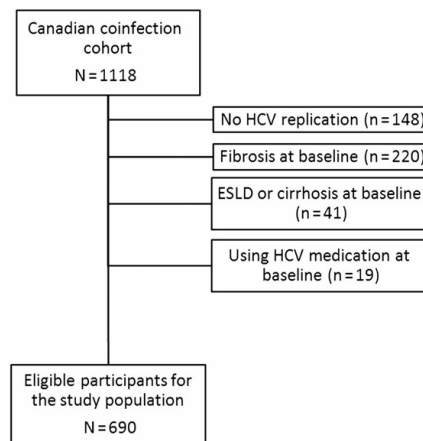 Canadian coinfection
cohort
N = 1118
No HCV replication (n = 148)
Fibrosis at baseline (n = 220)
ESLD or cirrhosis at baseline
(n = 41)
Using HCV medication at
baseline (n = 19)
Eligible participants for
the study population
N = 690